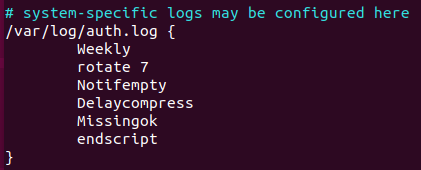 # system-specific logs may be configured here
/var/log/auth.log {
Weekly
rotate 7
Notifempty
Delaycompress
Missingok
endscript
}